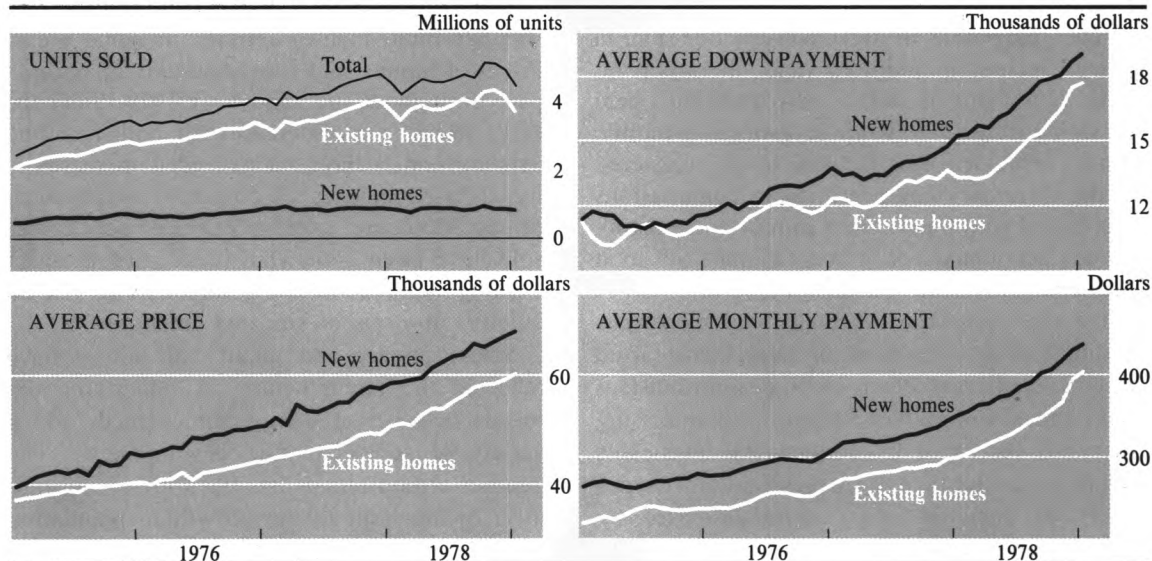 Millions of units
UNITS SOLD
Total
4
Existing homes
2
New homes
0
Thousands of dollars
AVERAGE DOWN PAYMENT
18
New homes
15
12
Existing homes
Thousands of dollars
AVERAGE PRICE
New homes
60
Existing homes
40
1976 1978
Dollars
AVERAGE MONTHLY PAYMENT
400
New homes
300
Existing homes
1976 1978